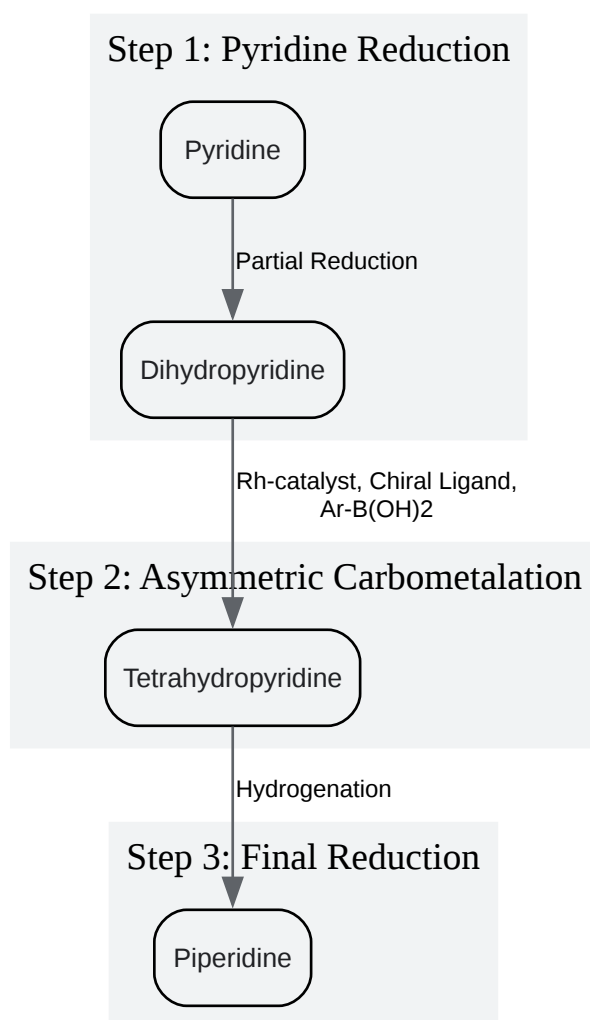 Step 1: Pyridine Reduction
Pyridine
Partial Reduction
Dihydropyridine
Rh-catalyst, Chiral Ligand,
Ar-B(OH)2
Step 2: Asymmetric Carbometalation
Tetrahydropyridine
Hydrogenation
Step 3: Final Reduction
Piperidine